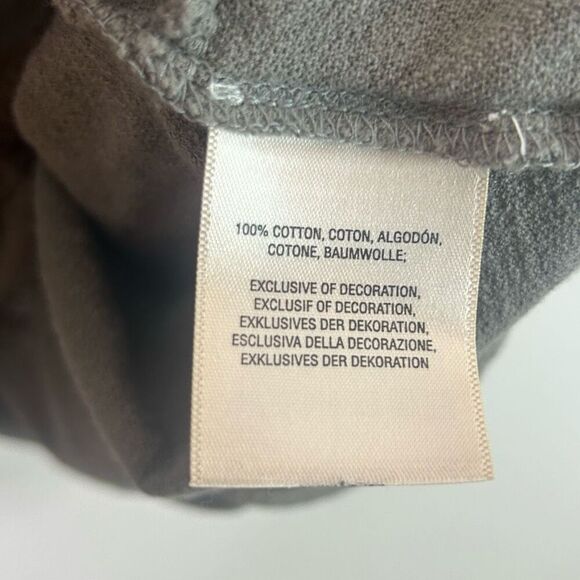 100% COTTON, COTON, ALGODÓN,
COTONE, BAUMWOLLE;
EXCLUSIVE OF DECORATION,
EXCLUSIF OF DECORATION,
EXKLUSIVES DER DEKORATION,
ESCLUSIVA DELLA DECORAZIONE,
EXKLUSIVES DER DEKORATION